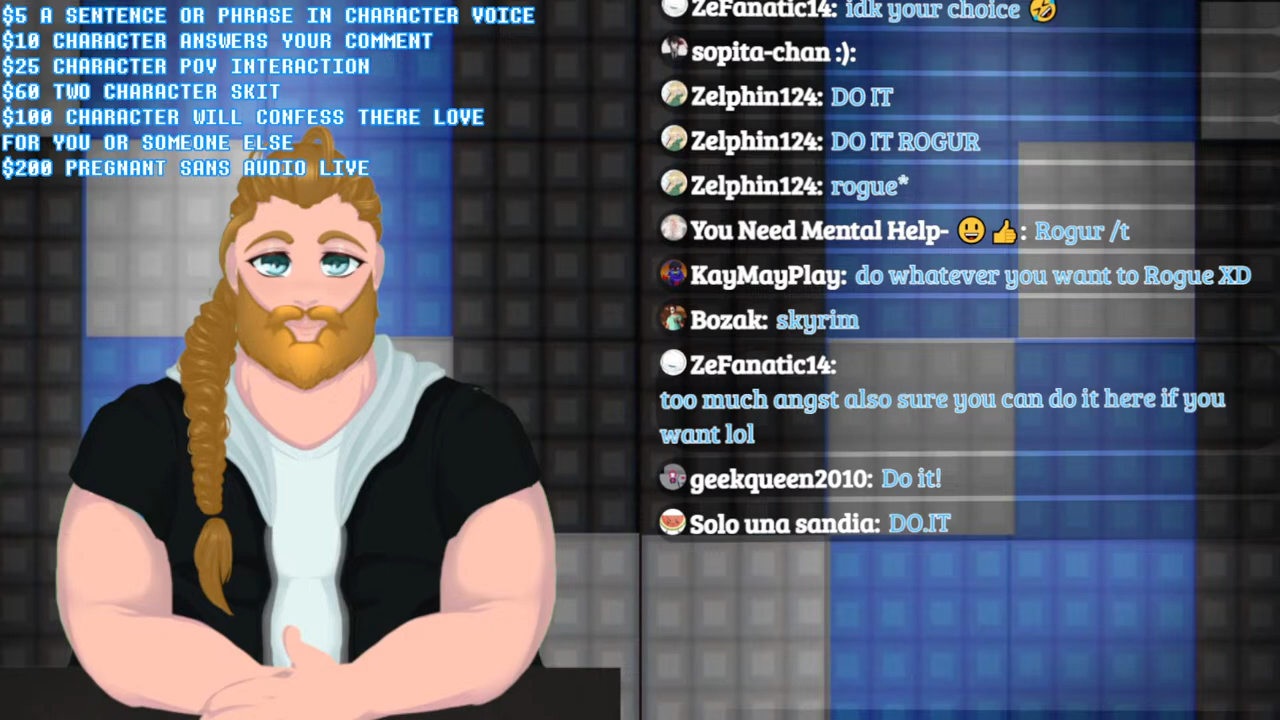 $5 A SENTENCE OR PHRASE IN CHARACTER VOICE
$10 CHARACTER ANSWERS YOUR COMMENT
$25 CHARACTER POV INTERACTION
$60 TWO CHARACTER SKIT
$100 CHARACTER WILL CONFESS THERE LOVE
FOR YOU OR SOMEONE ELSE
$200 PREGNANT SANS AUDIO LIVE
ZeFanatic14: idk your choice 🤣
sopita-chan :):
Zelphin124: DO IT
Zelphin124: DO IT ROGUR
Zelphin124: rogue*
You Need Mental Help- 😃👍: Rogur /t
KayMayPlay: do whatever you want to Rogue XD
Bozak: skyrim
ZeFanatic14:
too much angst also sure you can do it here if you
want lol
geekqueen2010: Do it!
Solo una sandia: DO.IT